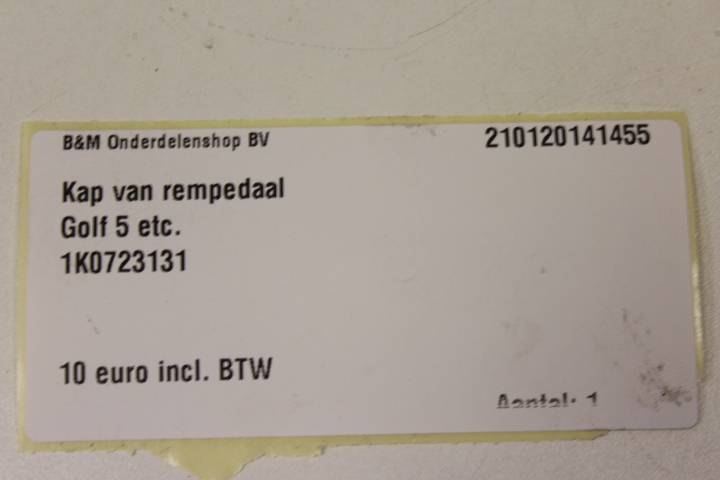 B&M Onderdelenshop BV 210120141455
Kap van rempedaal
Golf 5 etc.
1K0723131
10 euro incl. BTW
Aantal: 1